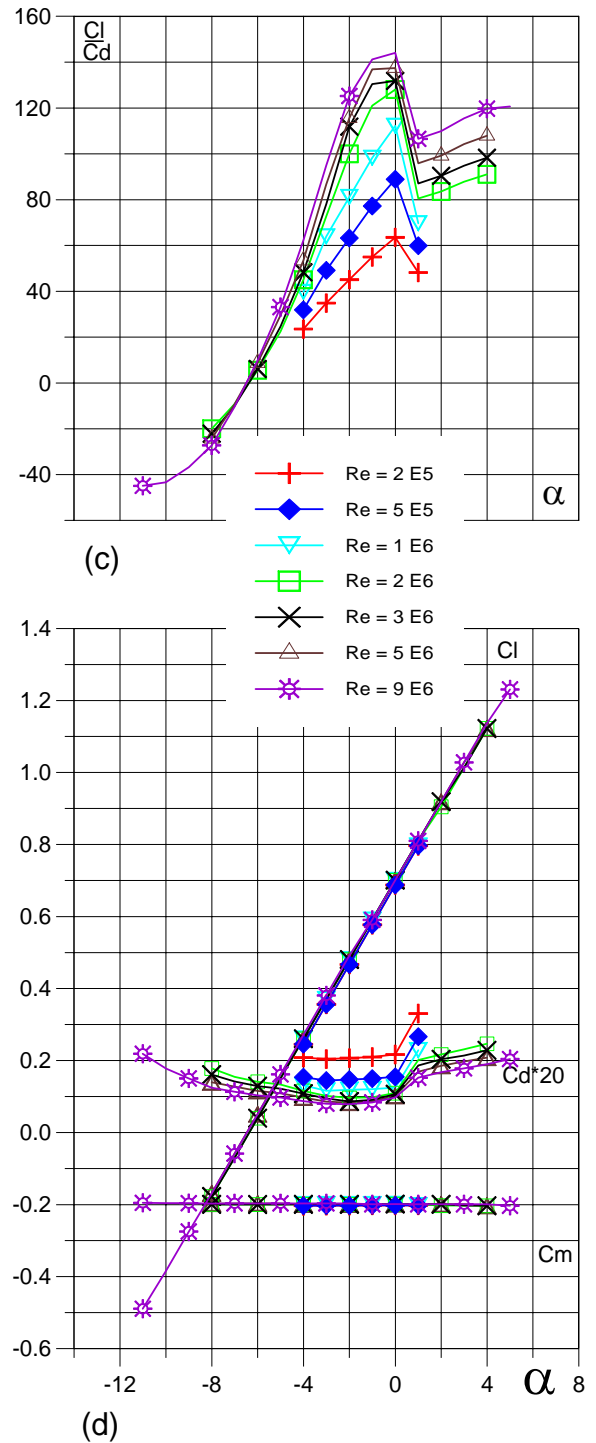 160
Cl
Cd
120
80
40
0
-40
α
(c)
Re = 2 E5
Re = 5 E5
Re = 1 E6
Re = 2 E6
Re = 3 E6
Re = 5 E6
Re = 9 E6
1.4
Cl
1.2
1.0
0.8
0.6
0.4
0.2
Cd*20
0.0
-0.2
Cm
-0.4
-0.6
-12 -8 -4 0 4 α 8
(d)